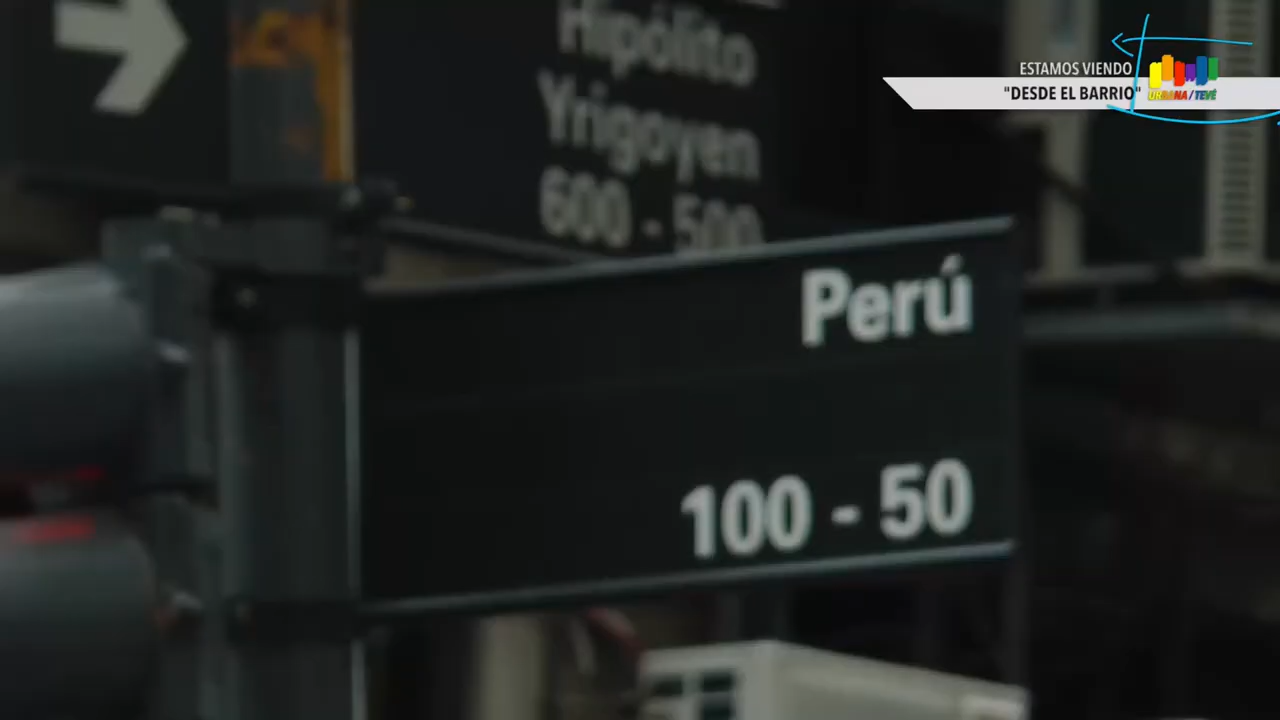 Hipólito
Yrigoyen
600 - 500
ESTAMOS VIENDO
"DESDE EL BARRIO"
URBANA/TEVÉ
Perú
100 - 50